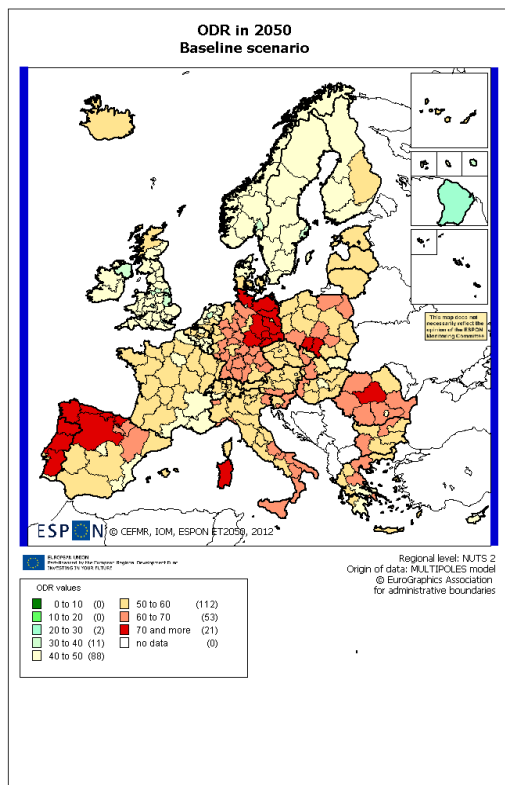 ODR in 2050
Baseline scenario
This map does not
necessarily reflect the
opinion of the ESPON
Monitoring Committee
ESPON © CEFMR, IOM, ESPON ET2050, 2012
EUROPEAN UNION
Part-financed by the European Regional Development Fund
INVESTING IN YOUR FUTURE
Regional level: NUTS 2
Origin of data: MULTIPOLES model
© EuroGraphics Association
for administrative boundaries
ODR values
0 to 10 (0)
10 to 20 (0)
20 to 30 (2)
30 to 40 (11)
40 to 50 (88)
50 to 60 (112)
60 to 70 (53)
70 and more (21)
no data (0)